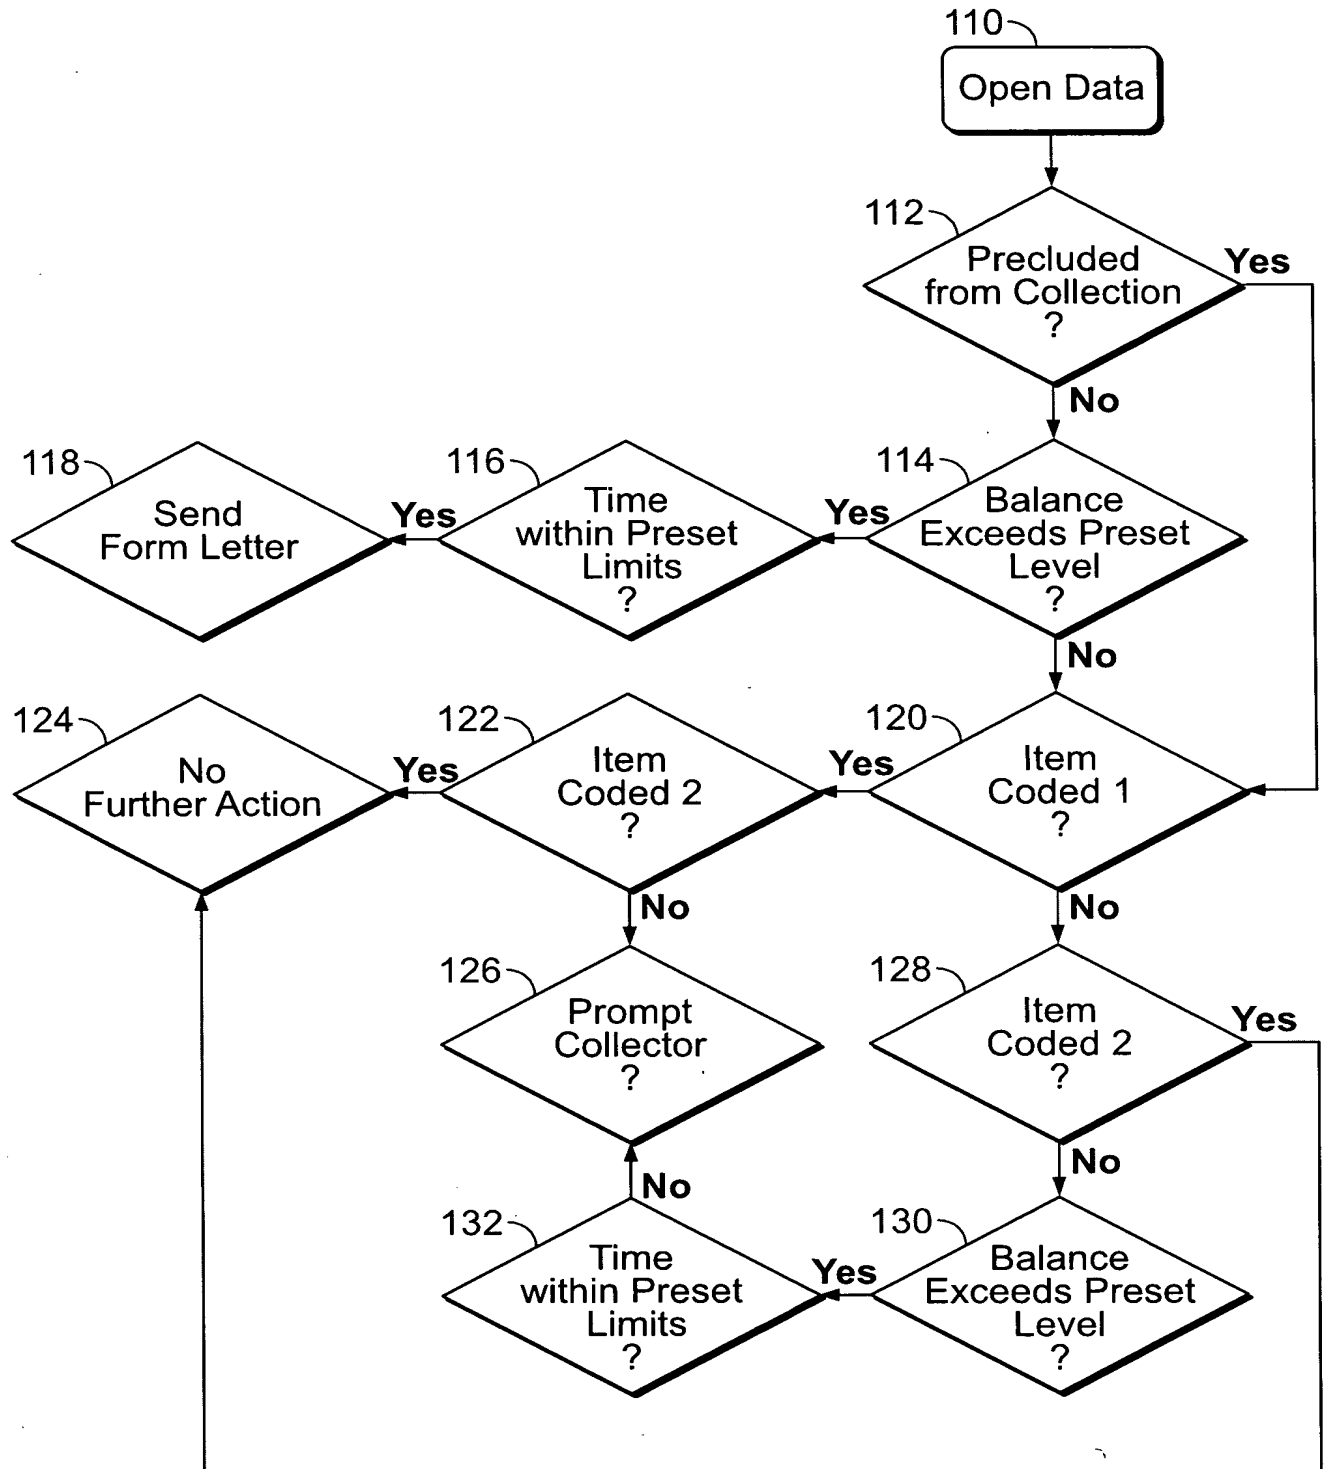 110
Open Data
112
Precluded
from Collection
?
Yes
No
118
Send
Form Letter
Yes
116
Time
within Preset
Limits
?
Yes
114
Balance
Exceeds Preset
Level
?
No
124
No
Further Action
Yes
122
Item
Coded 2
?
Yes
120
Item
Coded 1
?
No
No
126
Prompt
Collector
?
128
Item
Coded 2
?
Yes
No
No
132
Time
within Preset
Limits
?
Yes
130
Balance
Exceeds Preset
Level
?